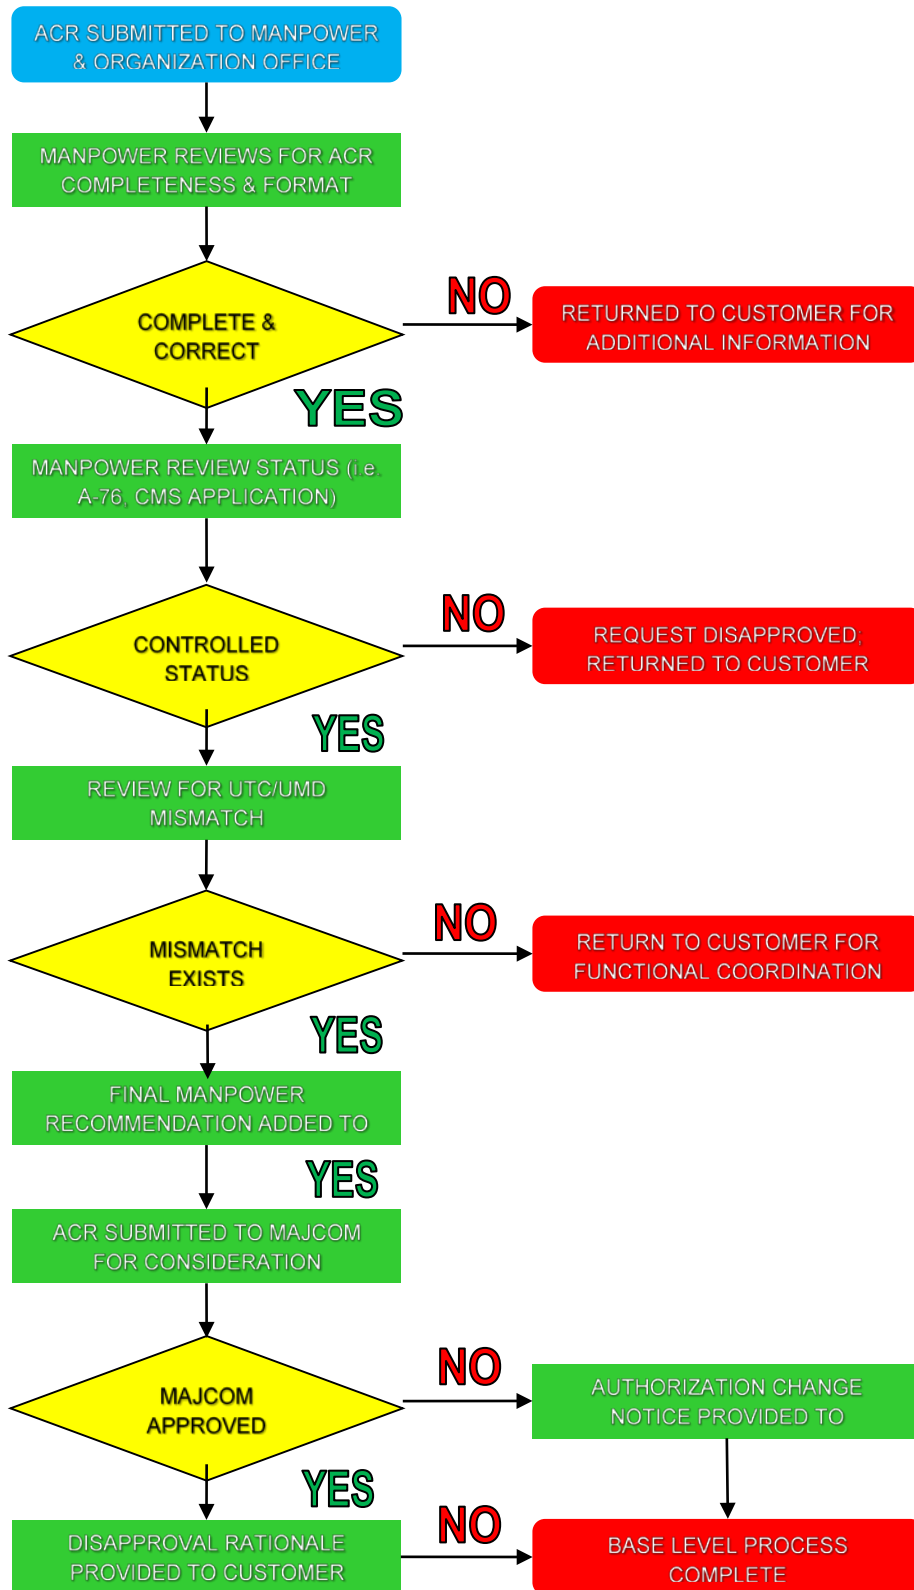 ACR SUBMITTED TO MANPOWER
& ORGANIZATION OFFICE
MANPOWER REVIEWS FOR ACR
COMPLETENESS & FORMAT
COMPLETE &
CORRECT
NO
RETURNED TO CUSTOMER FOR
ADDITIONAL INFORMATION
YES
MANPOWER REVIEW STATUS (i.e.
A-76, CMS APPLICATION)
CONTROLLED
STATUS
NO
REQUEST DISAPPROVED;
RETURNED TO CUSTOMER
YES
REVIEW FOR UTC/UMD
MISMATCH
MISMATCH
EXISTS
NO
RETURN TO CUSTOMER FOR
FUNCTIONAL COORDINATION
YES
FINAL MANPOWER
RECOMMENDATION ADDED TO
YES
ACR SUBMITTED TO MAJCOM
FOR CONSIDERATION
MAJCOM
APPROVED
NO
AUTHORIZATION CHANGE
NOTICE PROVIDED TO
YES
DISAPPROVAL RATIONALE
PROVIDED TO CUSTOMER
NO
BASE LEVEL PROCESS
COMPLETE